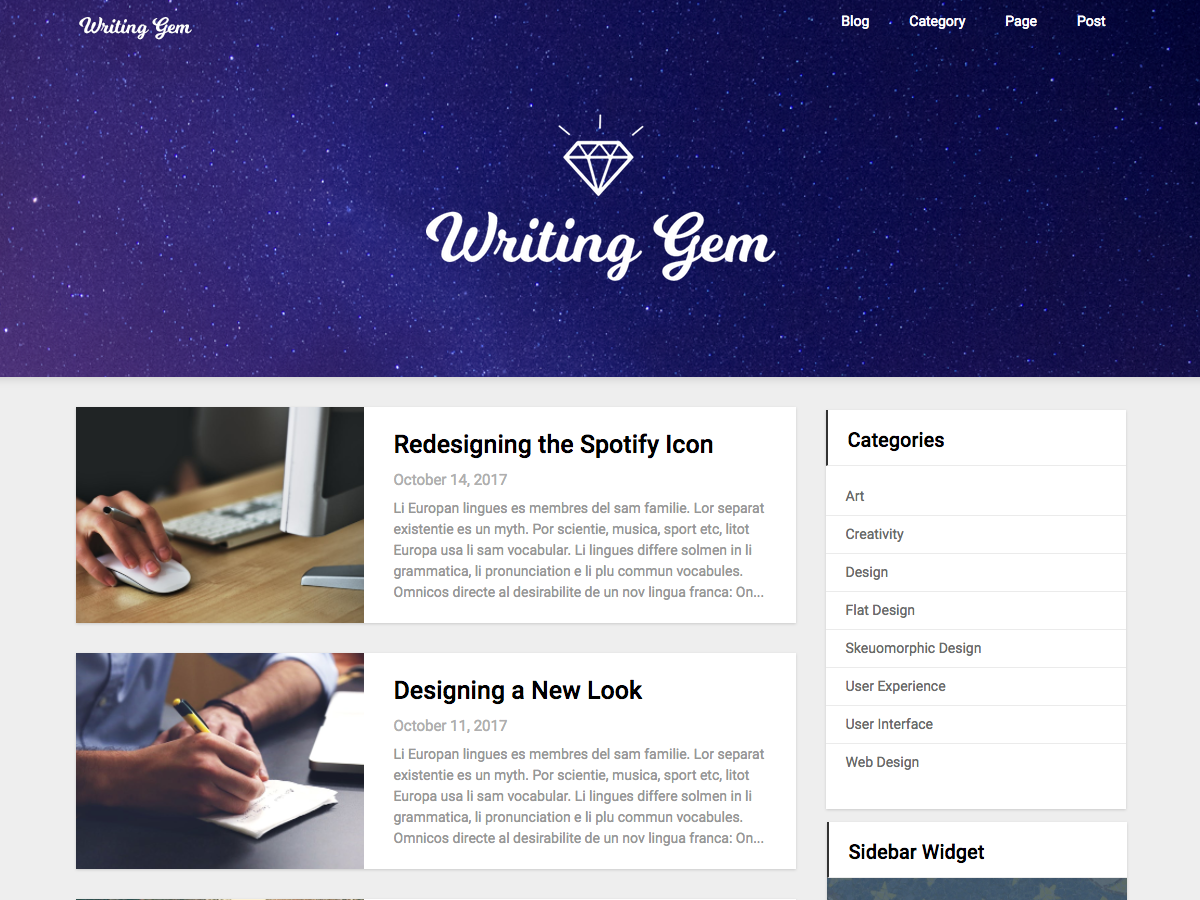 Writing Gem
Blog
Category
Page
Post
Writing Gem
Redesigning the Spotify Icon
October 14, 2017
Li Europan lingues es membres del sam familie. Lor separat
existentie es un myth. Por scientie, musica, sport etc, litot
Europa usa li sam vocabular. Li lingues differe solmen in li
grammatica, li pronunciation e li plu commun vocabules.
Omnicos directe al desirabilite de un nov lingua franca: On...
Designing a New Look
October 11, 2017
Li Europan lingues es membres del sam familie. Lor separat
existentie es un myth. Por scientie, musica, sport etc, litot
Europa usa li sam vocabular. Li lingues differe solmen in li
grammatica, li pronunciation e li plu commun vocabules.
Omnicos directe al desirabilite de un nov lingua franca: On...
Categories
Art
Creativity
Design
Flat Design
Skeuomorphic Design
User Experience
User Interface
Web Design
Sidebar Widget